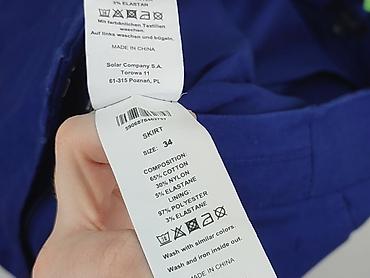 3% ELASTAN
Mit farbähnlichen Textilien
waschen
Auf links waschen und bügeln.
MADE IN CHINA
Solar Company S.A.
Torowa 11
61-315 Poznań, PL
SKIRT
SIZE: 34
COMPOSITION:
65% COTTON
30% NYLON
5% ELASTANE
LINING:
97% POLYESTER
3% ELASTANE
Wash with similar colors.
Wash and iron inside out.
MADE IN CHINA